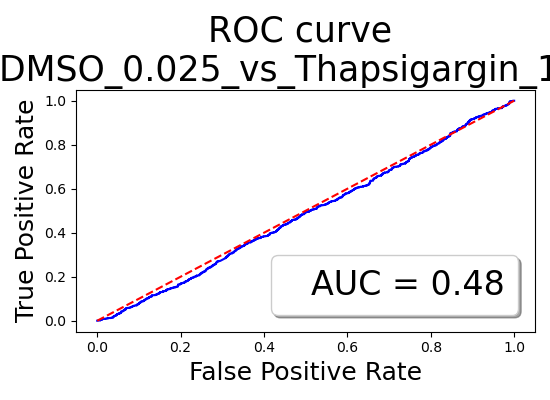 ROC curve
DMSO_0.025_vs_Thapsigargin_1
True Positive Rate
1.0
0.8
0.6
0.4
0.2
0.0
AUC = 0.48
0.0 0.2 0.4 0.6 0.8 1.0
False Positive Rate